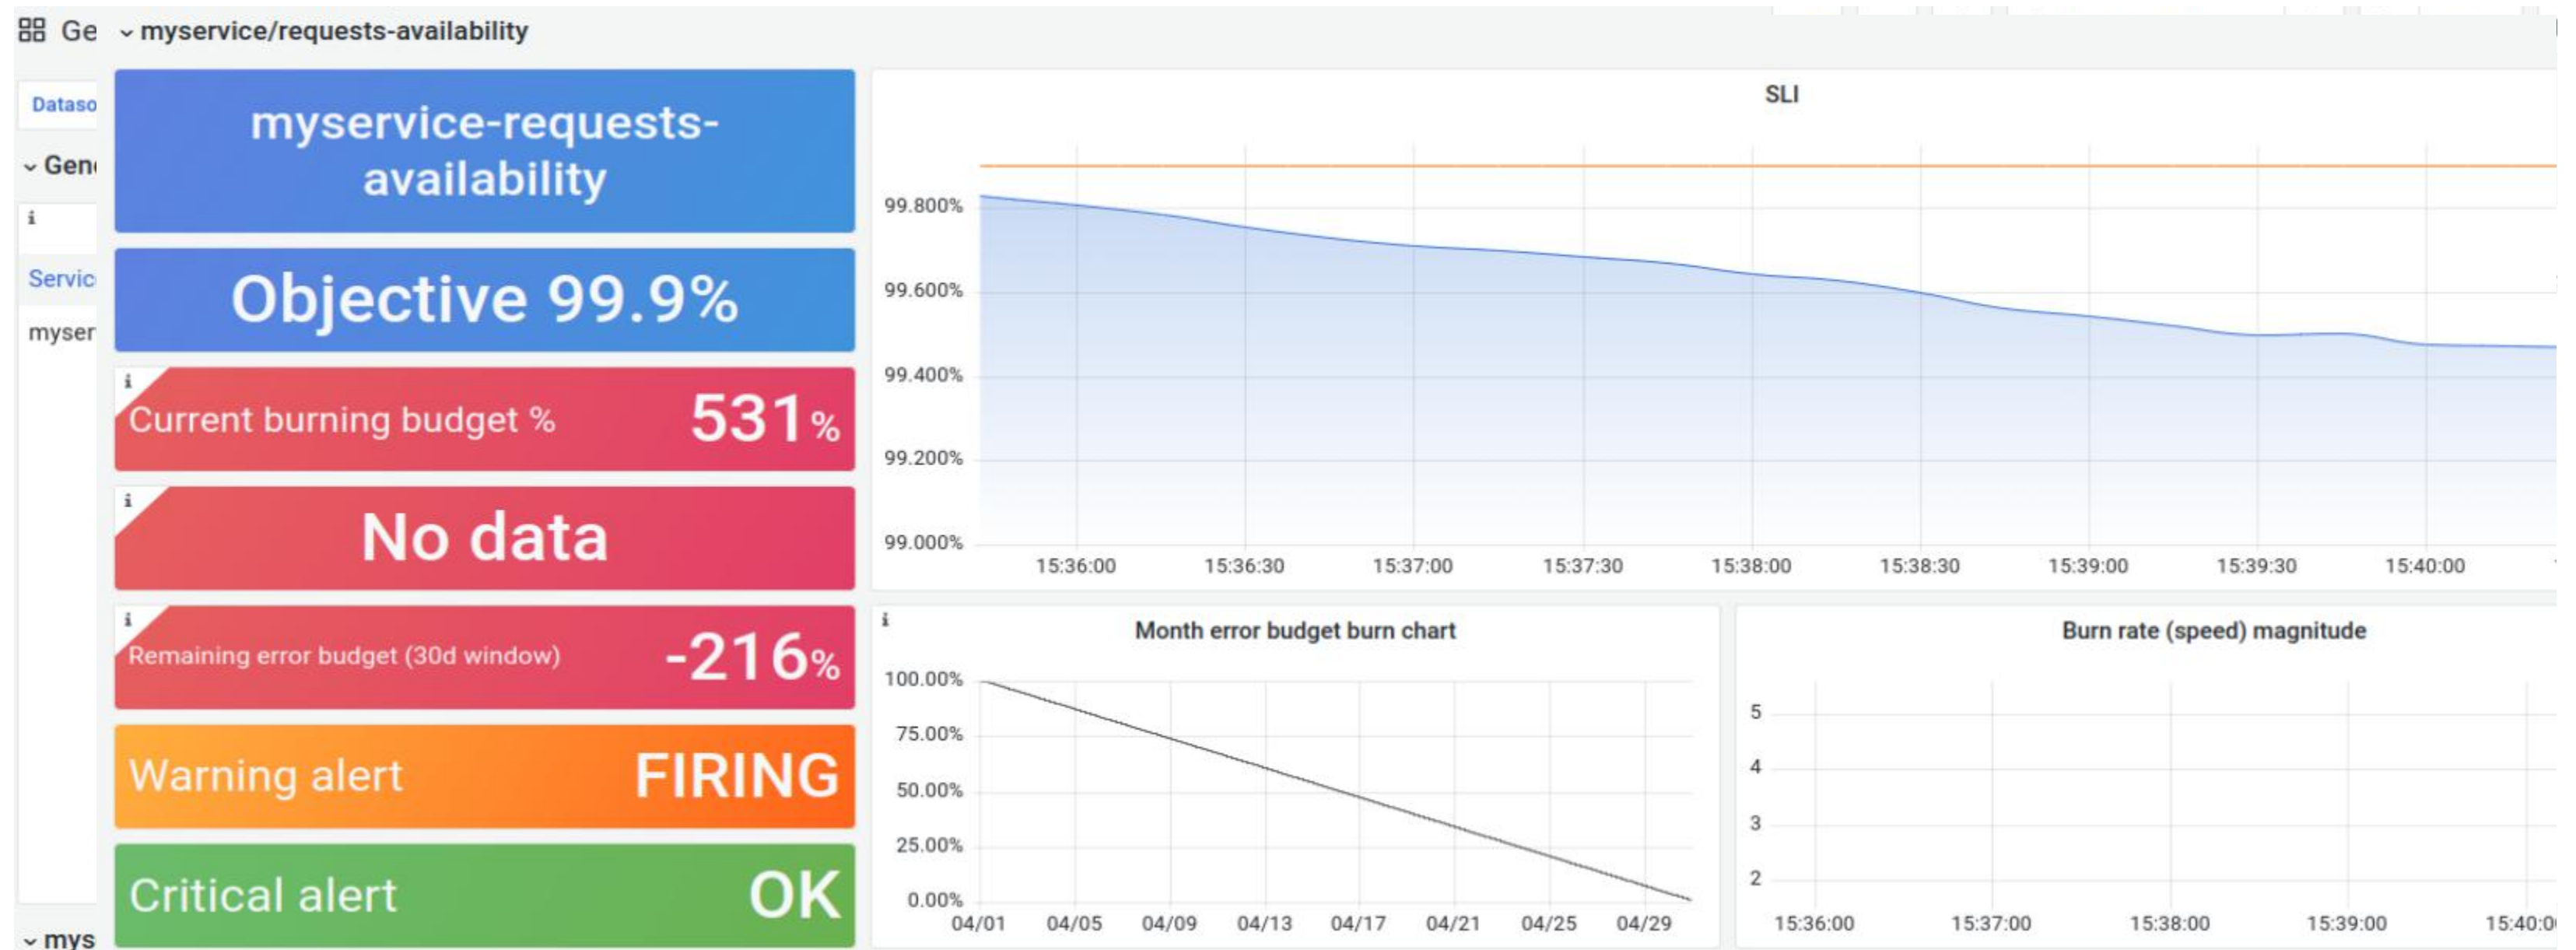 Ge
myservice/requests-availability
Dataso
Gene
i
Servic
myser
mys
myservice-requests-
availability
Objective 99.9%
i
Current burning budget %
531%
i
No data
i
Remaining error budget (30d window)
-216%
Warning alert
FIRING
Critical alert
OK
SLI
99.800%
99.600%
99.400%
99.200%
99.000%
15:36:00 15:36:30 15:37:00 15:37:30 15:38:00 15:38:30 15:39:00 15:39:30 15:40:00
i
Month error budget burn chart
100.00%
75.00%
50.00%
25.00%
0.00%
04/01 04/05 04/09 04/13 04/17 04/21 04/25 04/29
Burn rate (speed) magnitude
5
4
3
2
15:36:00 15:37:00 15:38:00 15:39:00 15:40:0